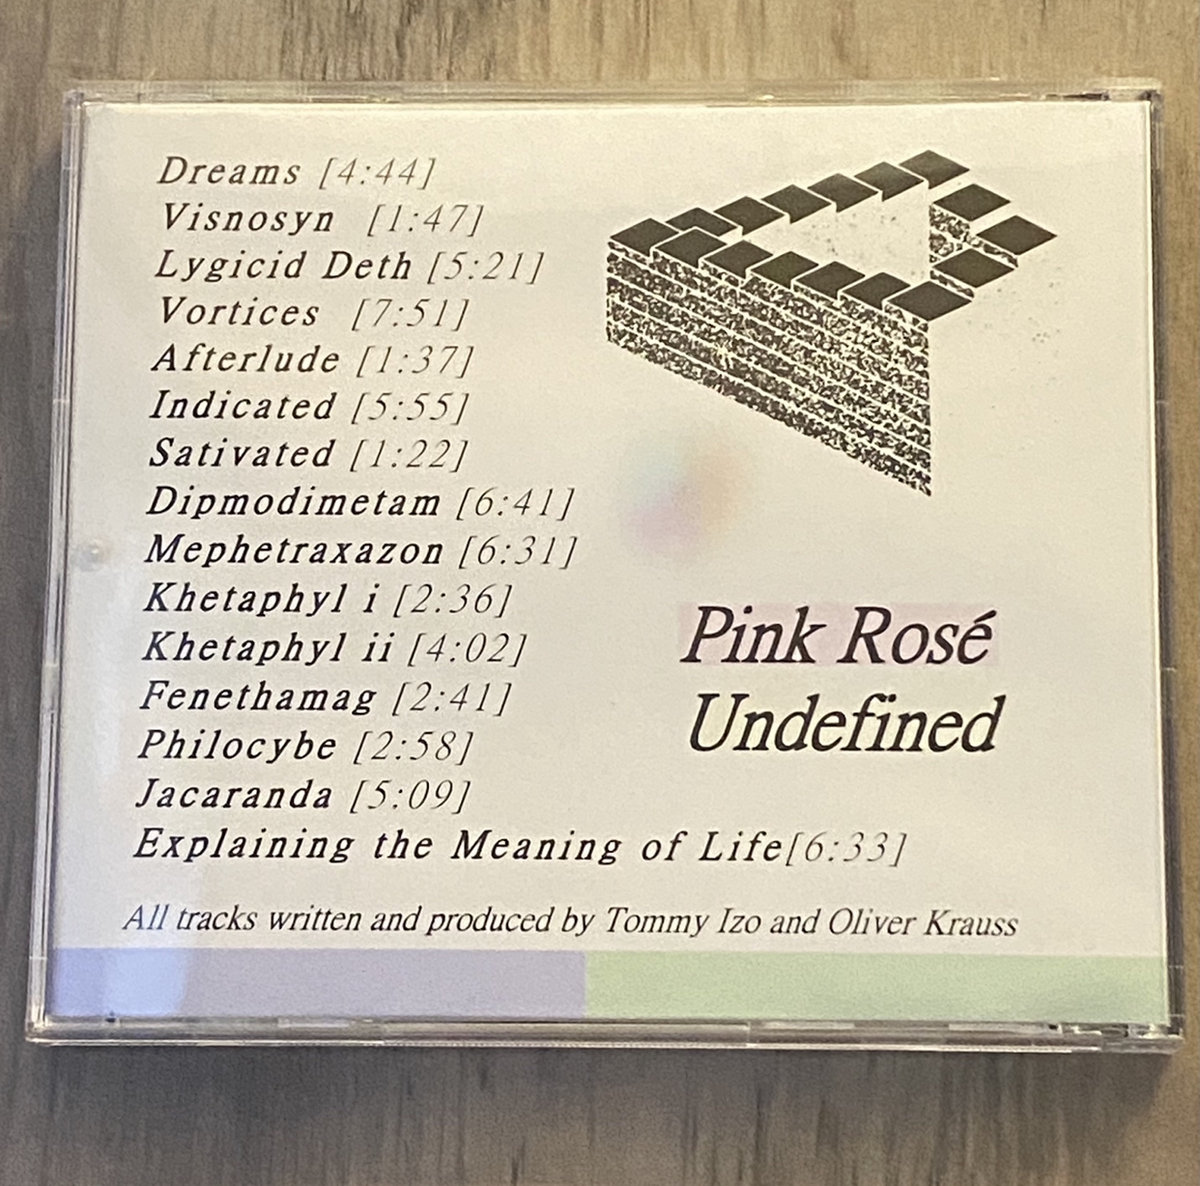 Dreams [4:44]
Visnosyn [1:47]
Lygicid Deth [5:21]
Vortices [7:51]
Afterlude [1:37]
Indicated [5:55]
Sativated [1:22]
Dipmodimetam [6:41]
Mephetraxazon [6:31]
Khetaphyl i [2:36]
Khetaphyl ii [4:02]
Fenethamag [2:41]
Philocybe [2:58]
Jacaranda [5:09]
Explaining the Meaning of Life[6:33]
Pink Rosé
Undefined
All tracks written and produced by Tommy Izo and Oliver Krauss